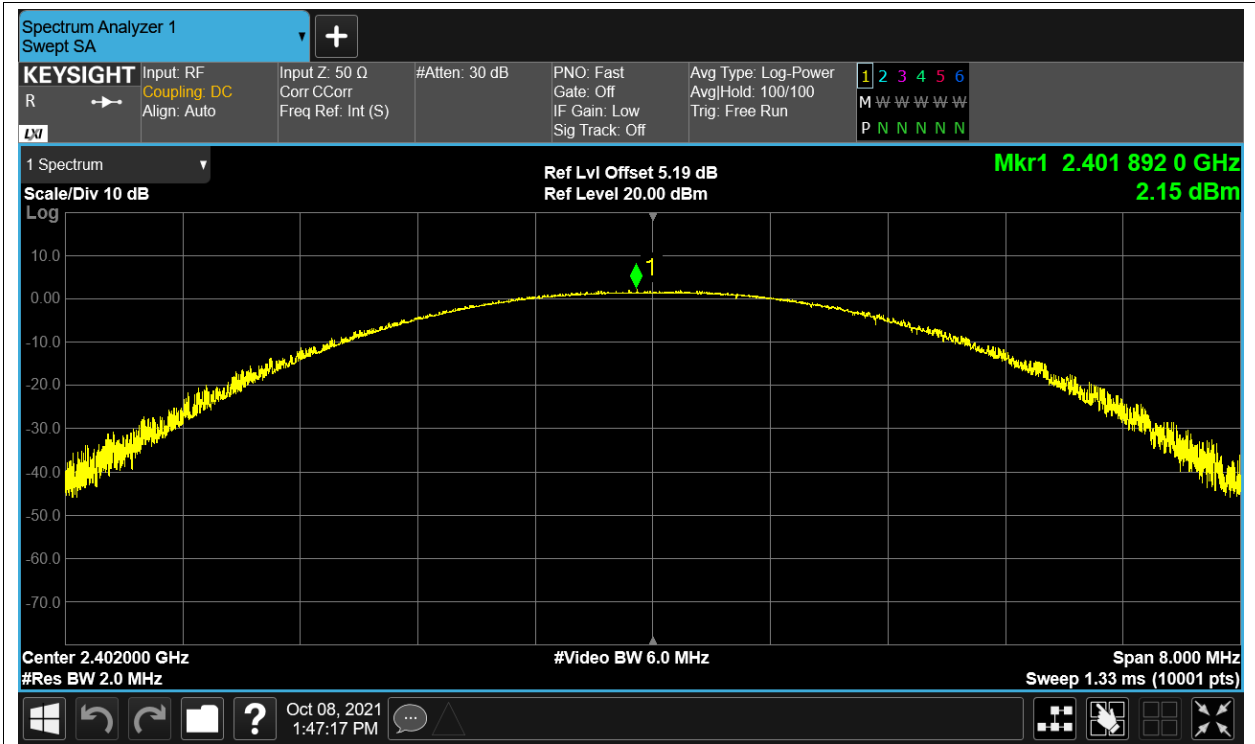 Spectrum Analyzer 1
Swept SA
+
KEYSIGHT
R
LXI
Input: RF
Coupling: DC
Align: Auto
Input Z: 50 Ω
Corr CCorr
Freq Ref: Int (S)
#Atten: 30 dB
PNO: Fast
Gate: Off
IF Gain: Low
Sig Track: Off
Avg Type: Log-Power
Avg|Hold: 100/100
Trig: Free Run
1 2 3 4 5 6
M W W W W W
P N N N N N
1 Spectrum
Scale/Div 10 dB
Log
Ref Lvl Offset 5.19 dB
Ref Level 20.00 dBm
Mkr1 2.401 892 0 GHz
2.15 dBm
10.0
0.00
-10.0
-20.0
-30.0
-40.0
-50.0
-60.0
-70.0
1
Center 2.402000 GHz
#Res BW 2.0 MHz
#Video BW 6.0 MHz
Span 8.000 MHz
Sweep 1.33 ms (10001 pts)
?
Oct 08, 2021
1:47:17 PM